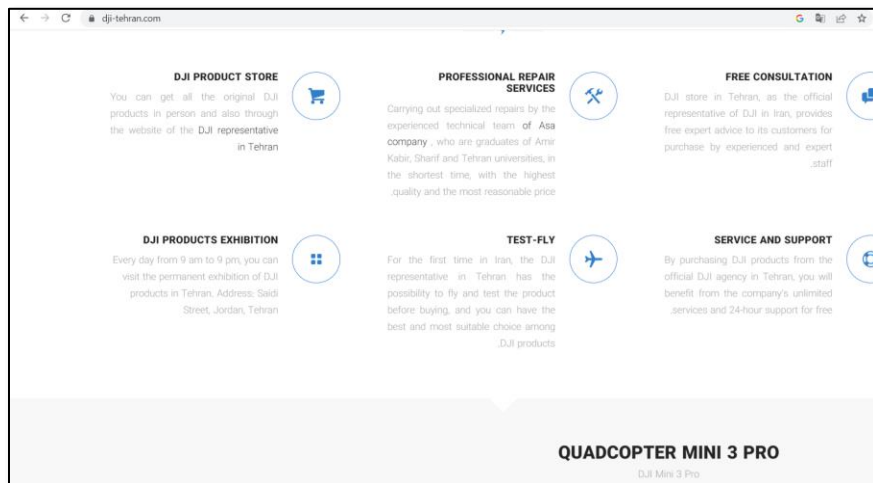 dji-tehran.com
DJI PRODUCT STORE
You can get all the original DJI
products in person and also through
the website of the DJI representative
in Tehran
PROFESSIONAL REPAIR
SERVICES
Carrying out specialized repairs by the
experienced technical team of Asa
company , who are graduates of Amir
Kabir, Sharif and Tehran universities, in
the shortest time, with the highest
.quality and the most reasonable price
FREE CONSULTATION
DJI store in Tehran, as the official
representative of DJI in Iran, provides
free expert advice to its customers for
purchase by experienced and expert
.staff
DJI PRODUCTS EXHIBITION
Every day from 9 am to 9 pm, you can
visit the permanent exhibition of DJI
products in Tehran, Address; Saidi
Street, Jordan, Tehran
TEST-FLY
For the first time in Iran, the DJI
representative in Tehran has the
possibility to fly and test the product
before buying, and you can have the
best and most suitable choice among
.DJI products
SERVICE AND SUPPORT
By purchasing DJI products from the
official DJI agency in Tehran, you will
benefit from the company's unlimited
.services and 24-hour support for free
QUADCOPTER MINI 3 PRO
DJI Mini 3 Pro